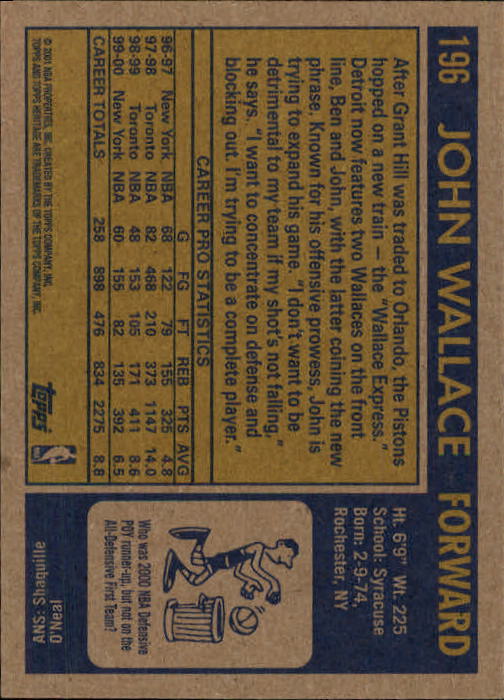 196 JOHN WALLACE FORWARD
After Grant Hill was traded to Orlando, the Pistons
hopped on a new train – the "Wallace Express."
Detroit now features two Wallaces on the front
line, Ben and John, with the latter coining the new
phrase. Known for his offensive prowess, John is
trying to expand his game. "I don't want to be
detrimental to my team if my shot's not falling,"
he says. "I want to concentrate on defense and
blocking out. I'm trying to be a complete player."
CAREER PRO STATISTICS
G FG FT REB PTS AVG
96-97 New York NBA 68 122 79 155 325 4.8
97-98 Toronto NBA 82 468 210 373 1147 14.0
98-99 Toronto NBA 48 153 105 171 411 8.6
99-00 New York NBA 60 155 82 135 392 6.5
CAREER TOTALS 258 898 476 834 2275 8.8
© 2001 NBA PROPERTIES, INC. CREATED BY THE TOPPS COMPANY, INC.
TOPPS AND TOPPS HERITAGE ARE TRADEMARKS OF THE TOPPS COMPANY, INC.
Topps
NBA
Ht: 6'9" Wt: 225
School: Syracuse
Born: 2-9-74,
Rochester, NY
Who was 2000 NBA Defensive
POY runner-up, but not on the
All-Defensive First Team?
ANS: Shaquille
O'Neal